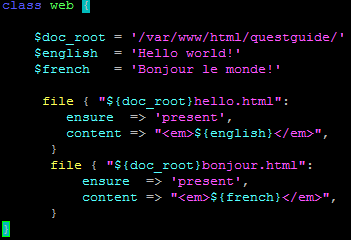 class web {
$doc_root = '/var/www/html/questguide/'
$english  = 'Hello world!'
$french   = 'Bonjour le monde!'
file { "${doc_root}hello.html":
ensure  => 'present',
content => "<em>${english}</em>",
}
file { "${doc_root}bonjour.html":
ensure  => 'present',
content => "<em>${french}</em>",
}
}